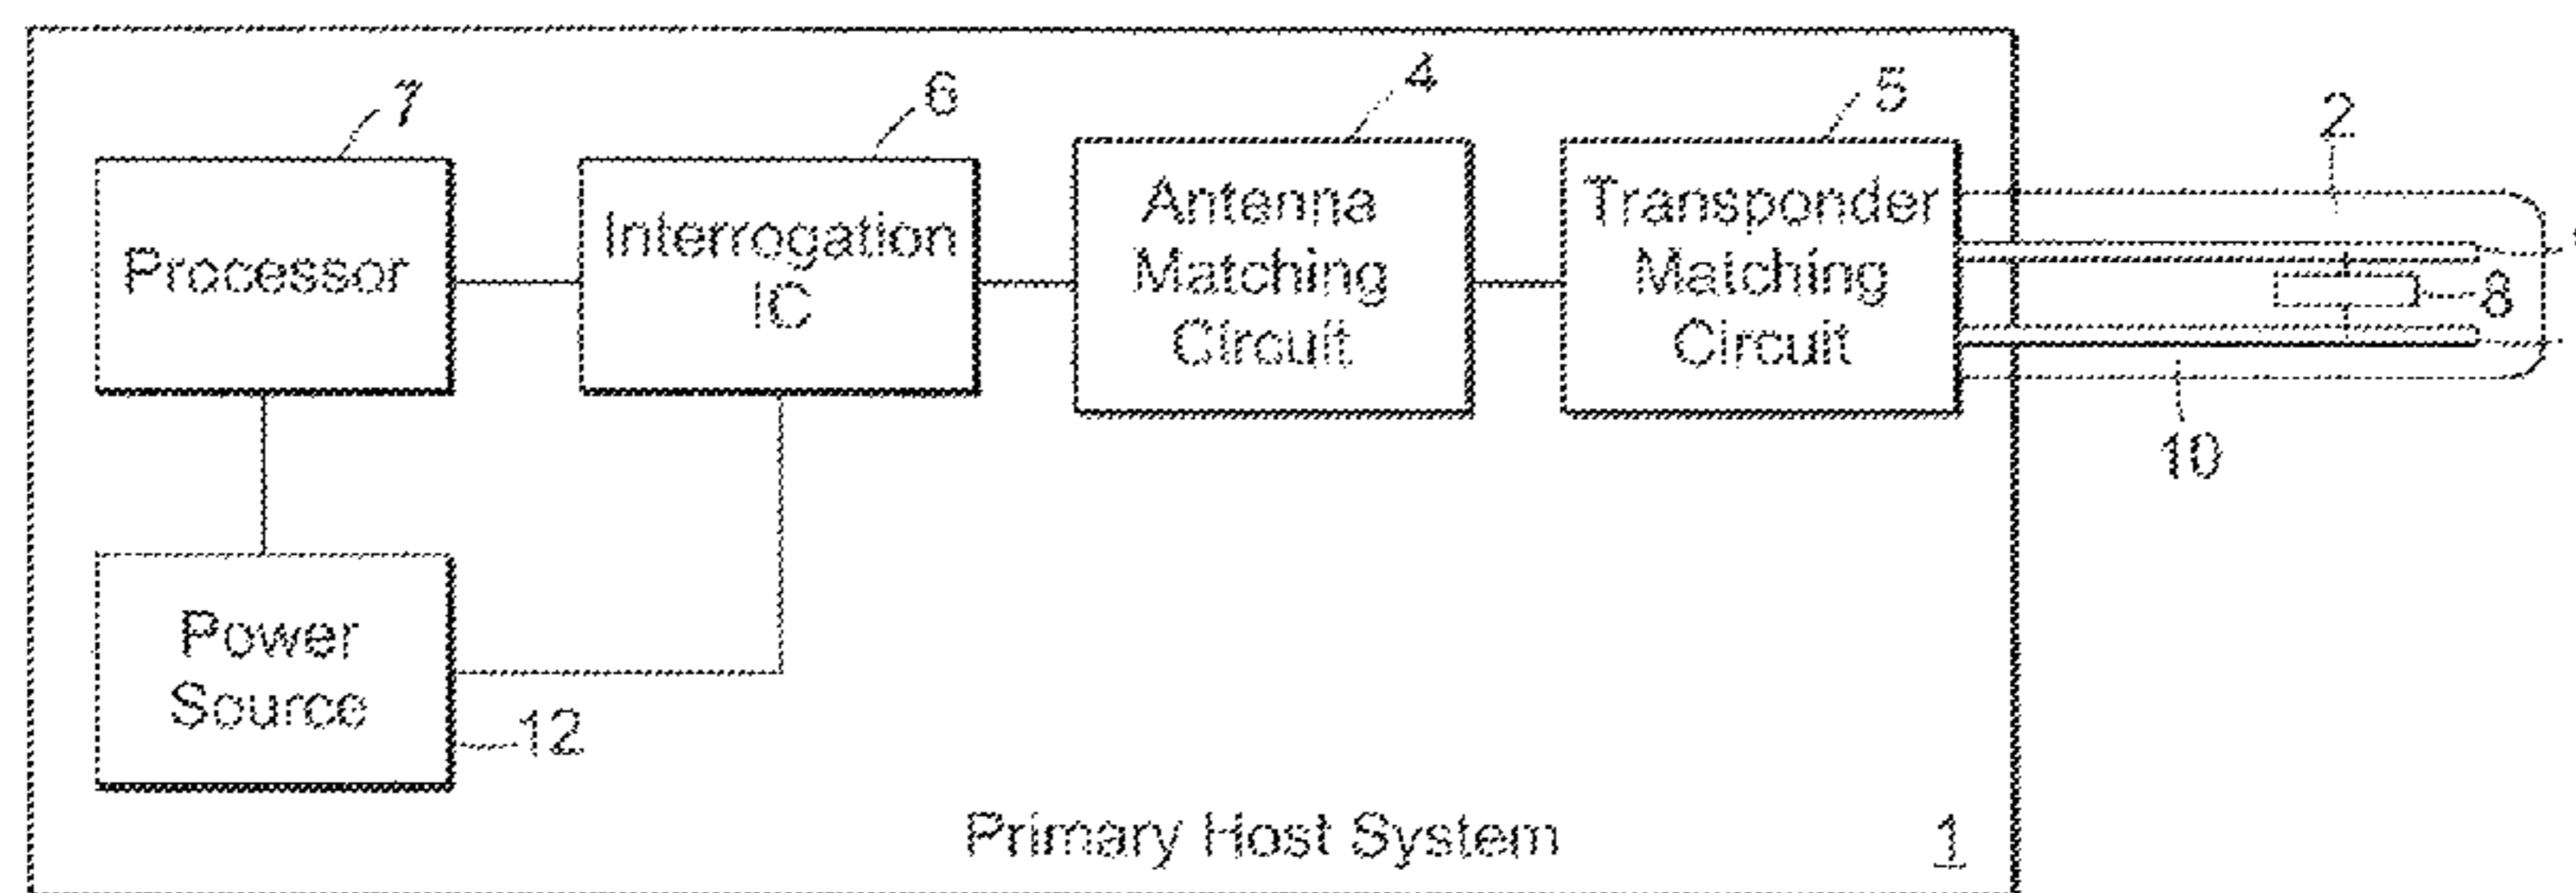 7
6
4
5
2
Processor
Interrogation
IC
Antenna
Matching
Circuit
Transponder
Matching
Circuit
8
10
Power
Source
12
Primary Host System
1